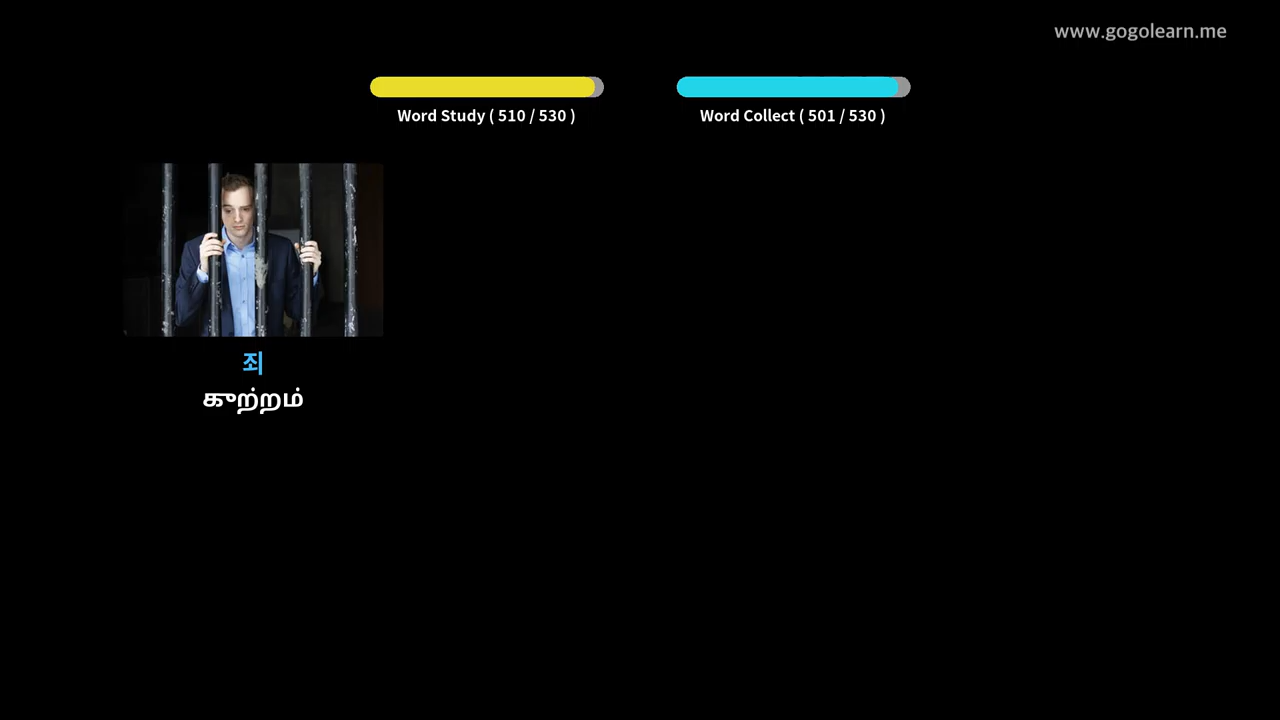 www.gogolearn.me
Word Study ( 510 / 530 )
Word Collect ( 501 / 530 )
죄
குற்றம்